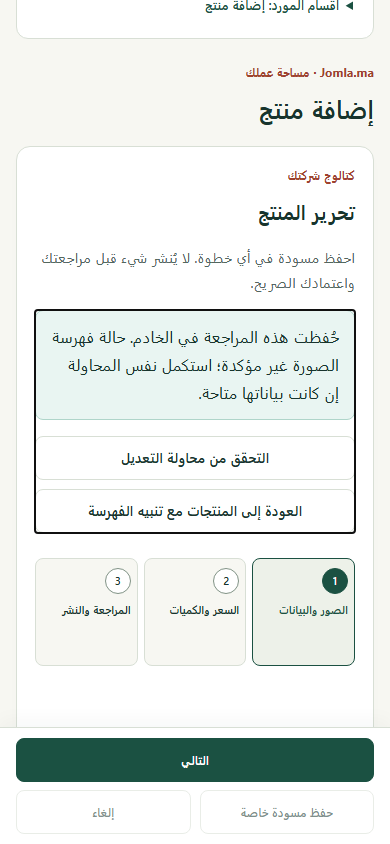 ◀ أقسام المورد: إضافة منتج
Jomla.ma · مساحة عملك
إضافة منتج
كتالوج شركتك
تحرير المنتج
احفظ مسودة في أي خطوة. لا يُنشر شيء قبل مراجعتك
واعتمادك الصريح.
حُفظت هذه المراجعة في الخادم. حالة فهرسة
الصورة غير مؤكدة؛ استكمل نفس المحاولة
إن كانت بياناتها متاحة.
التحقق من محاولة التعديل
العودة إلى المنتجات مع تنبيه الفهرسة
1
الصور والبيانات
2
السعر والكميات
3
المراجعة والنشر
التالي
حفظ مسودة خاصة
إلغاء